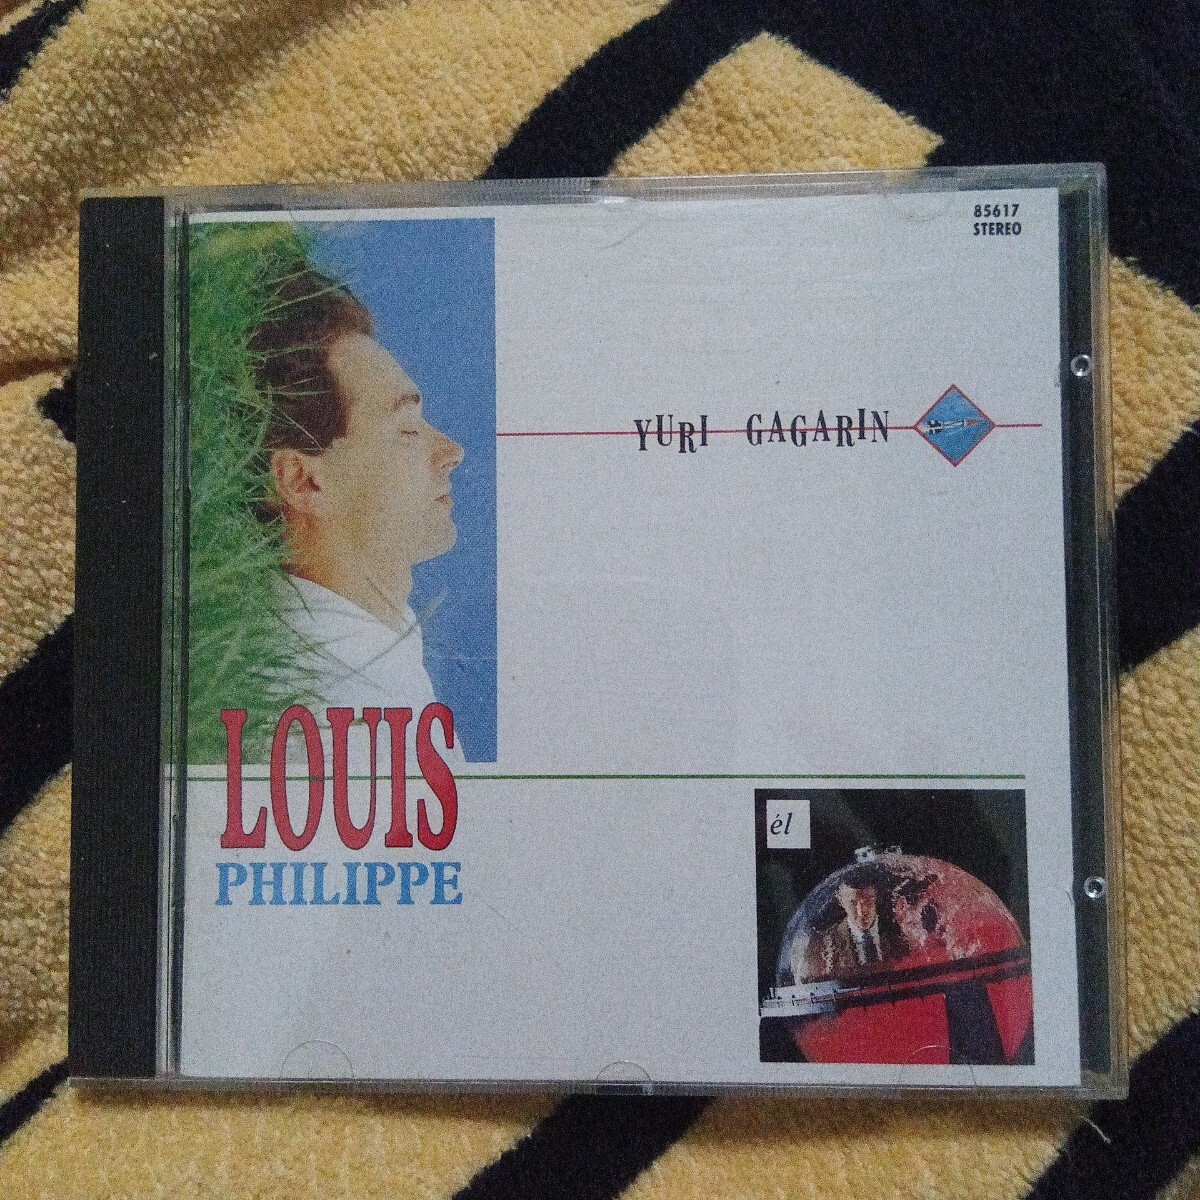 85617
STEREO
YURI GAGARIN
LOUIS
PHILIPPE
él